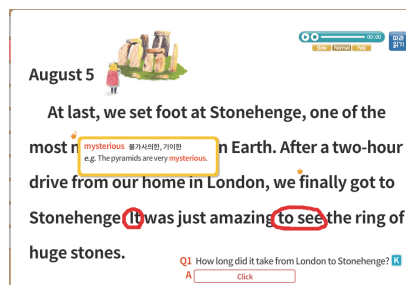 00:00
따라
읽기
Slow Normal Fast
August 5
At last, we set foot at Stonehenge, one of the
most m
mysterious 불가사의한, 기이한
e.g. The pyramids are very mysterious.
n Earth. After a two-hour
drive from our home in London, we finally got to
Stonehenge. It was just amazing to see the ring of
huge stones.
Q1 How long did it take from London to Stonehenge? K
A Click